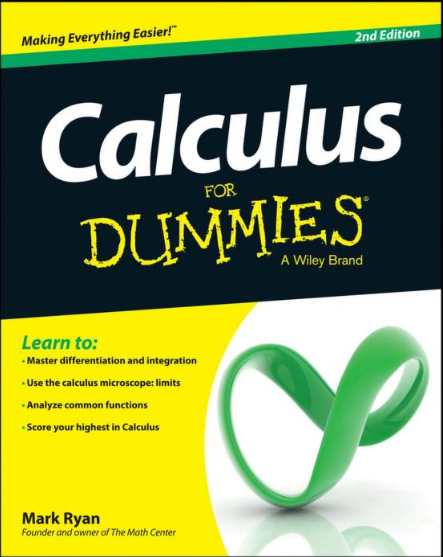 Making Everything Easier!™
2nd Edition
Calculus
FOR
DUMMIES®
A Wiley Brand
Learn to:
• Master differentiation and integration
• Use the calculus microscope: limits
• Analyze common functions
• Score your highest in Calculus
Mark Ryan
Founder and owner of The Math Center